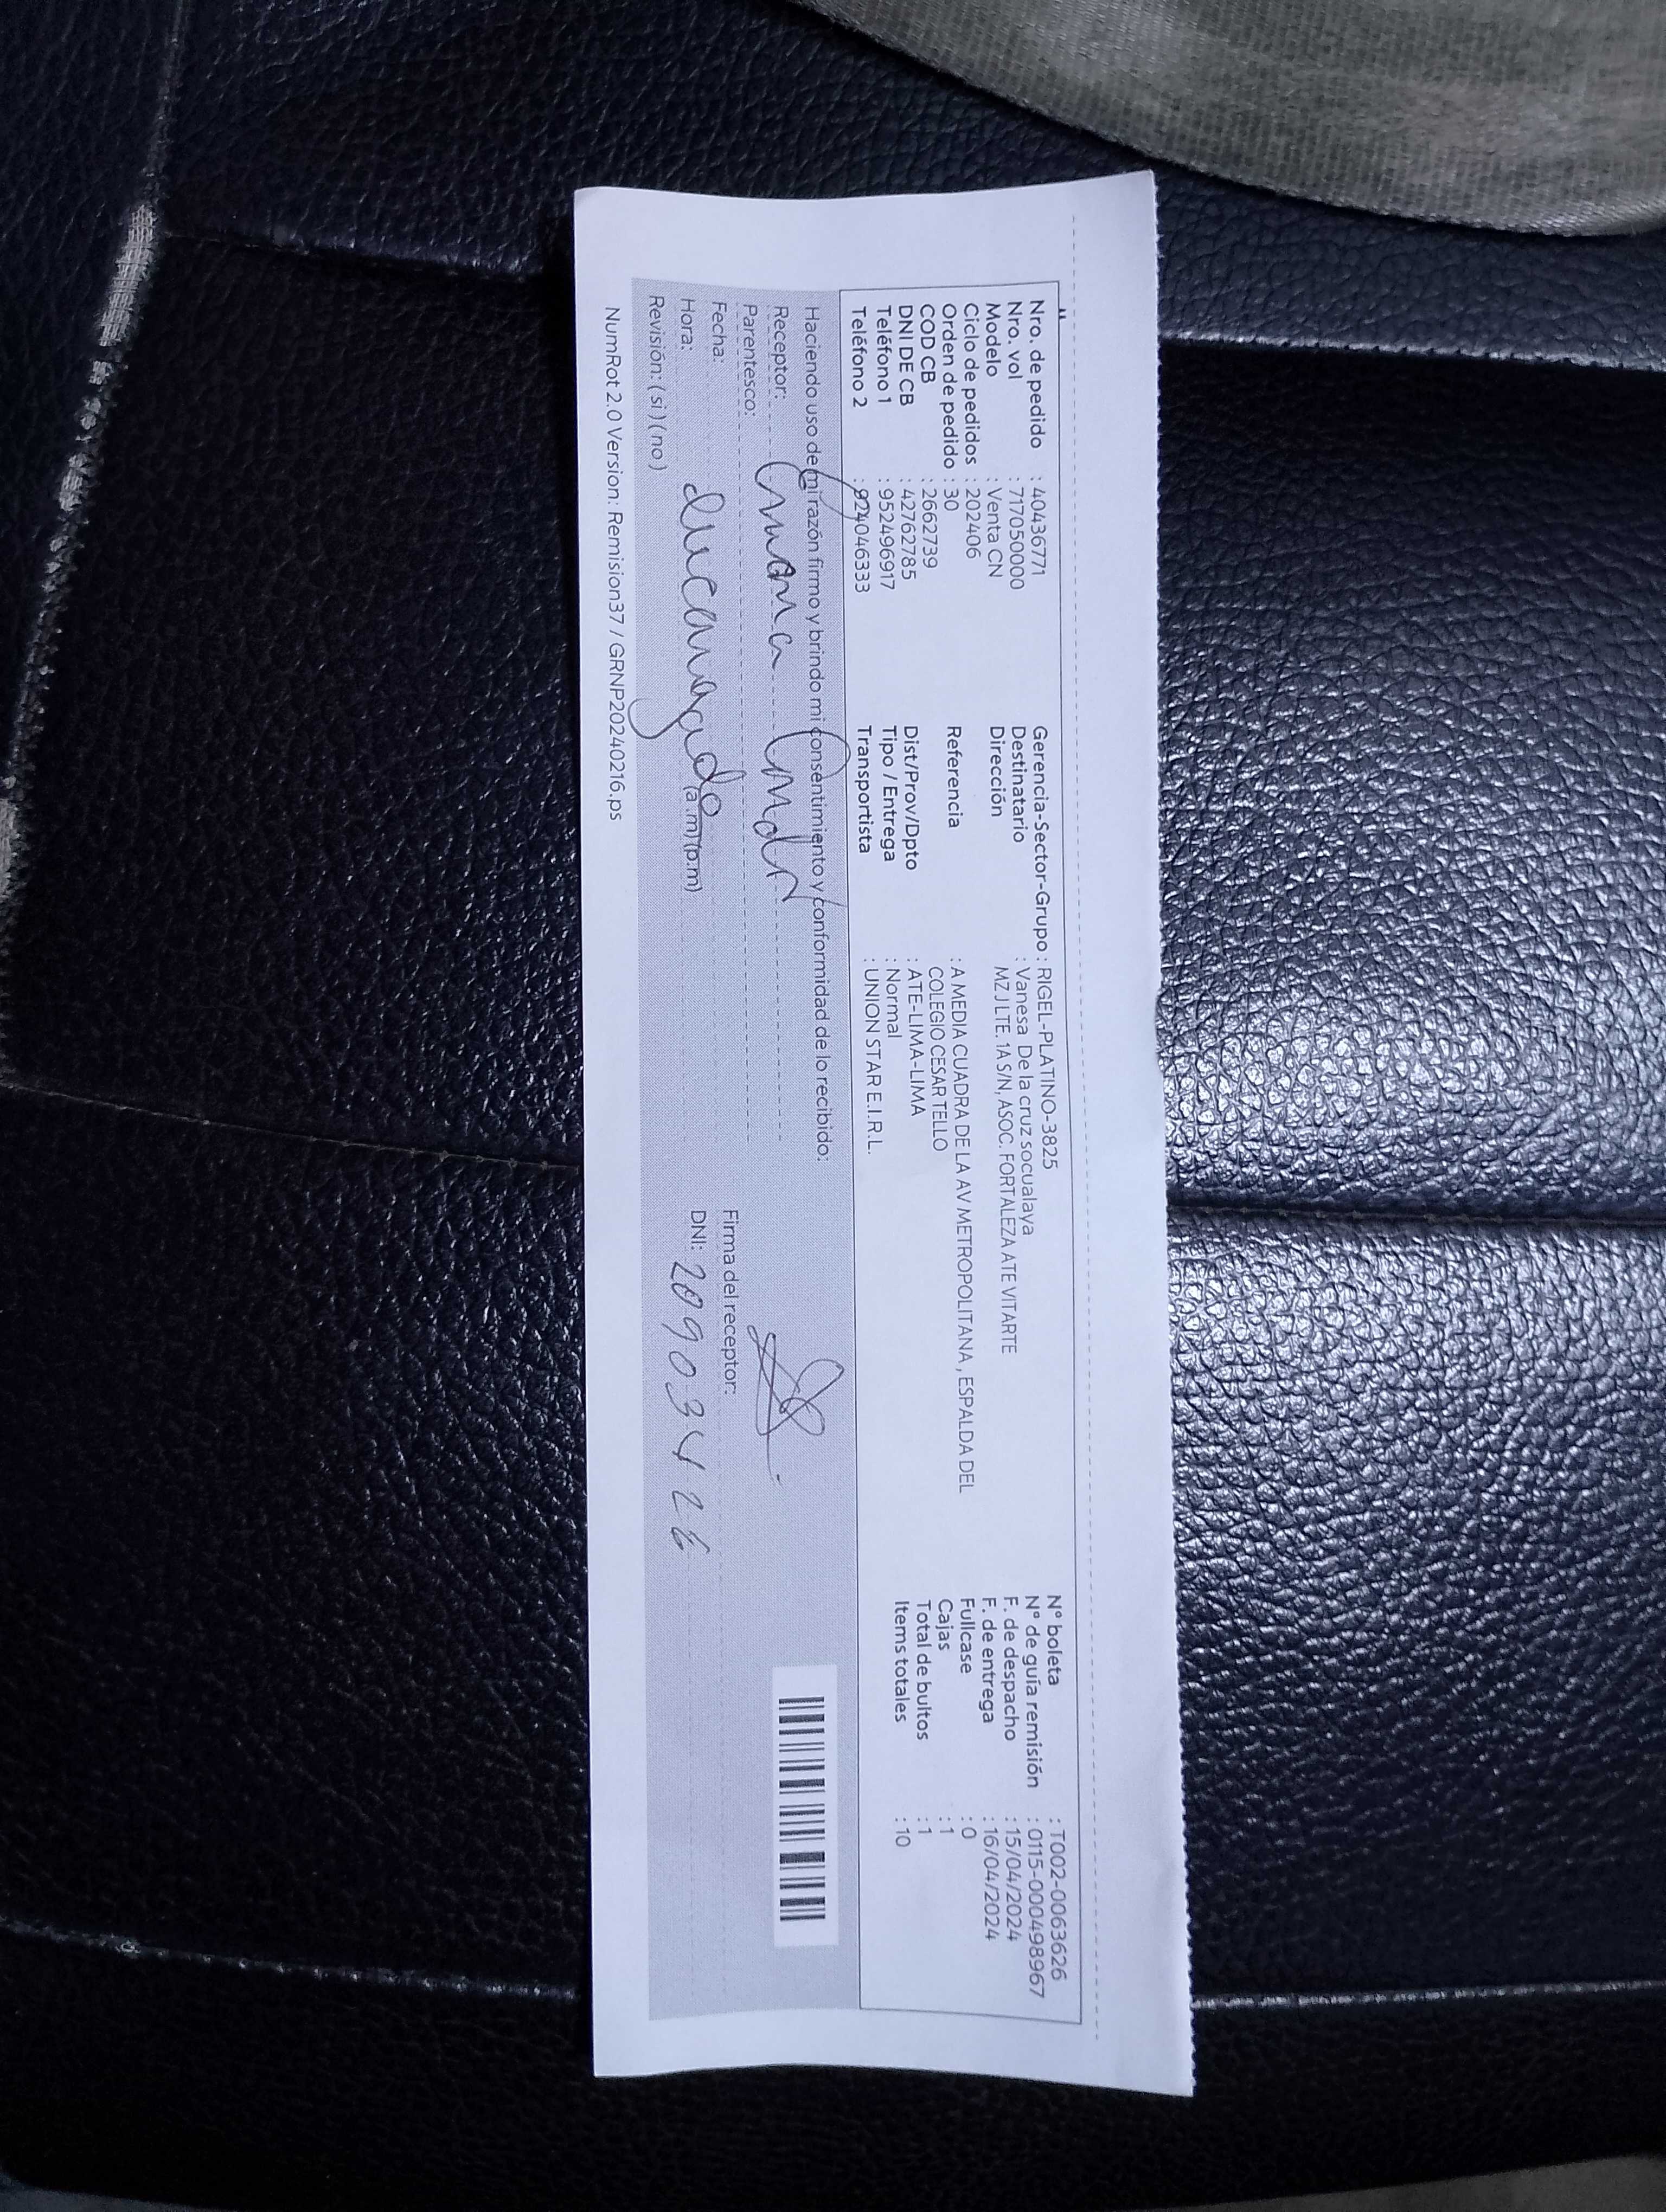 Nro. de pedido : 40436771
Nro. vol : 717050000
Modelo : Venta CN
Ciclo de pedidos : 202406
Orden de pedido : 30
COD CB : 2662739
DNI DE CB : 42762785
Teléfono 1 : 952496917
Teléfono 2 : 924046333
Gerencia-Sector-Grupo : RIGEL-PLATINO-3825
Destinatario : Vanesa De la cruz socualaya
Dirección MZ J LTE. 1A S/N, ASOC. FORTALEZA ATE VITARTE
Referencia : A MEDIA CUADRA DE LA AV METROPOLITANA , ESPALDA DEL
COLEGIO CESAR TELLO
Dist/Prov/Dpto : ATE-LIMA-LIMA
Tipo / Entrega : Normal
Transportista : UNION STAR E.I.R.L.
N° boleta : T002-0063626
N° de guía remisión : 0115-000498967
F. de despacho : 15/04/2024
F. de entrega : 16/04/2024
Fullcase : 0
Cajas : 1
Total de bultos : 1
Items totales : 10
Haciendo uso de mi razón firmo y brindo mi consentimiento y conformidad de lo recibido:
Receptor:
Parentesco:
Fecha:
Hora: (a.m)(p.m)
Revisión: ( si ) ( no )
Firma del receptor:
DNI: 20903426
NumRot 2.0 Version: Remision37 / GRNP20240216.ps